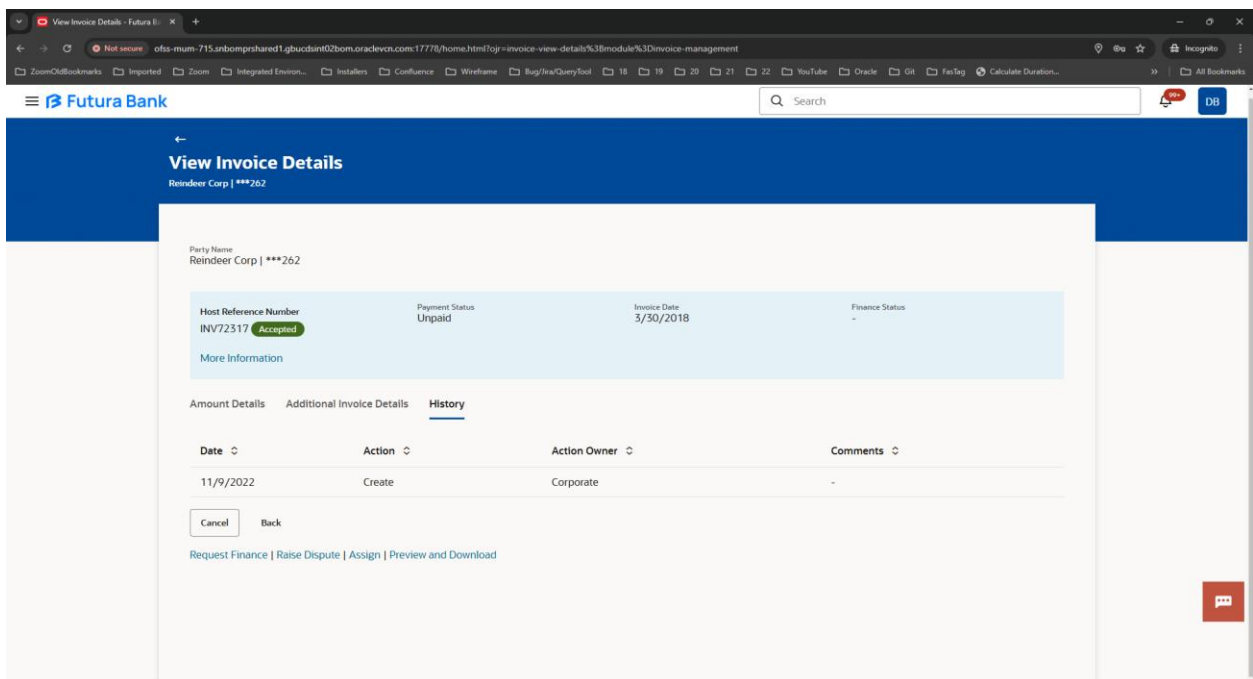 View Invoice Details - Futura B
Not secure ofss-mum-715.snbomprshared1.gbucdsint02bom.oraclevcn.com:17778/home.html?ojr=invoice-view-details%3Bmodule%3Dinvoice-management Incognito
ZoomOldBookmarks Imported Zoom Integrated Environ... Installers Confluence Wireframe Bug/Jira/QueryTool 18 19 20 21 22 YouTube Oracle Git FasTag Calculate Duration... All Bookmarks
Futura Bank Search 99+ DB
View Invoice Details
Reindeer Corp | ***262
Party Name
Reindeer Corp | ***262
Host Reference Number Payment Status Invoice Date Finance Status
INV72317 Accepted Unpaid 3/30/2018 -
More Information
Amount Details Additional Invoice Details History
Date Action Action Owner Comments
11/9/2022 Create Corporate -
Cancel Back
Request Finance | Raise Dispute | Assign | Preview and Download